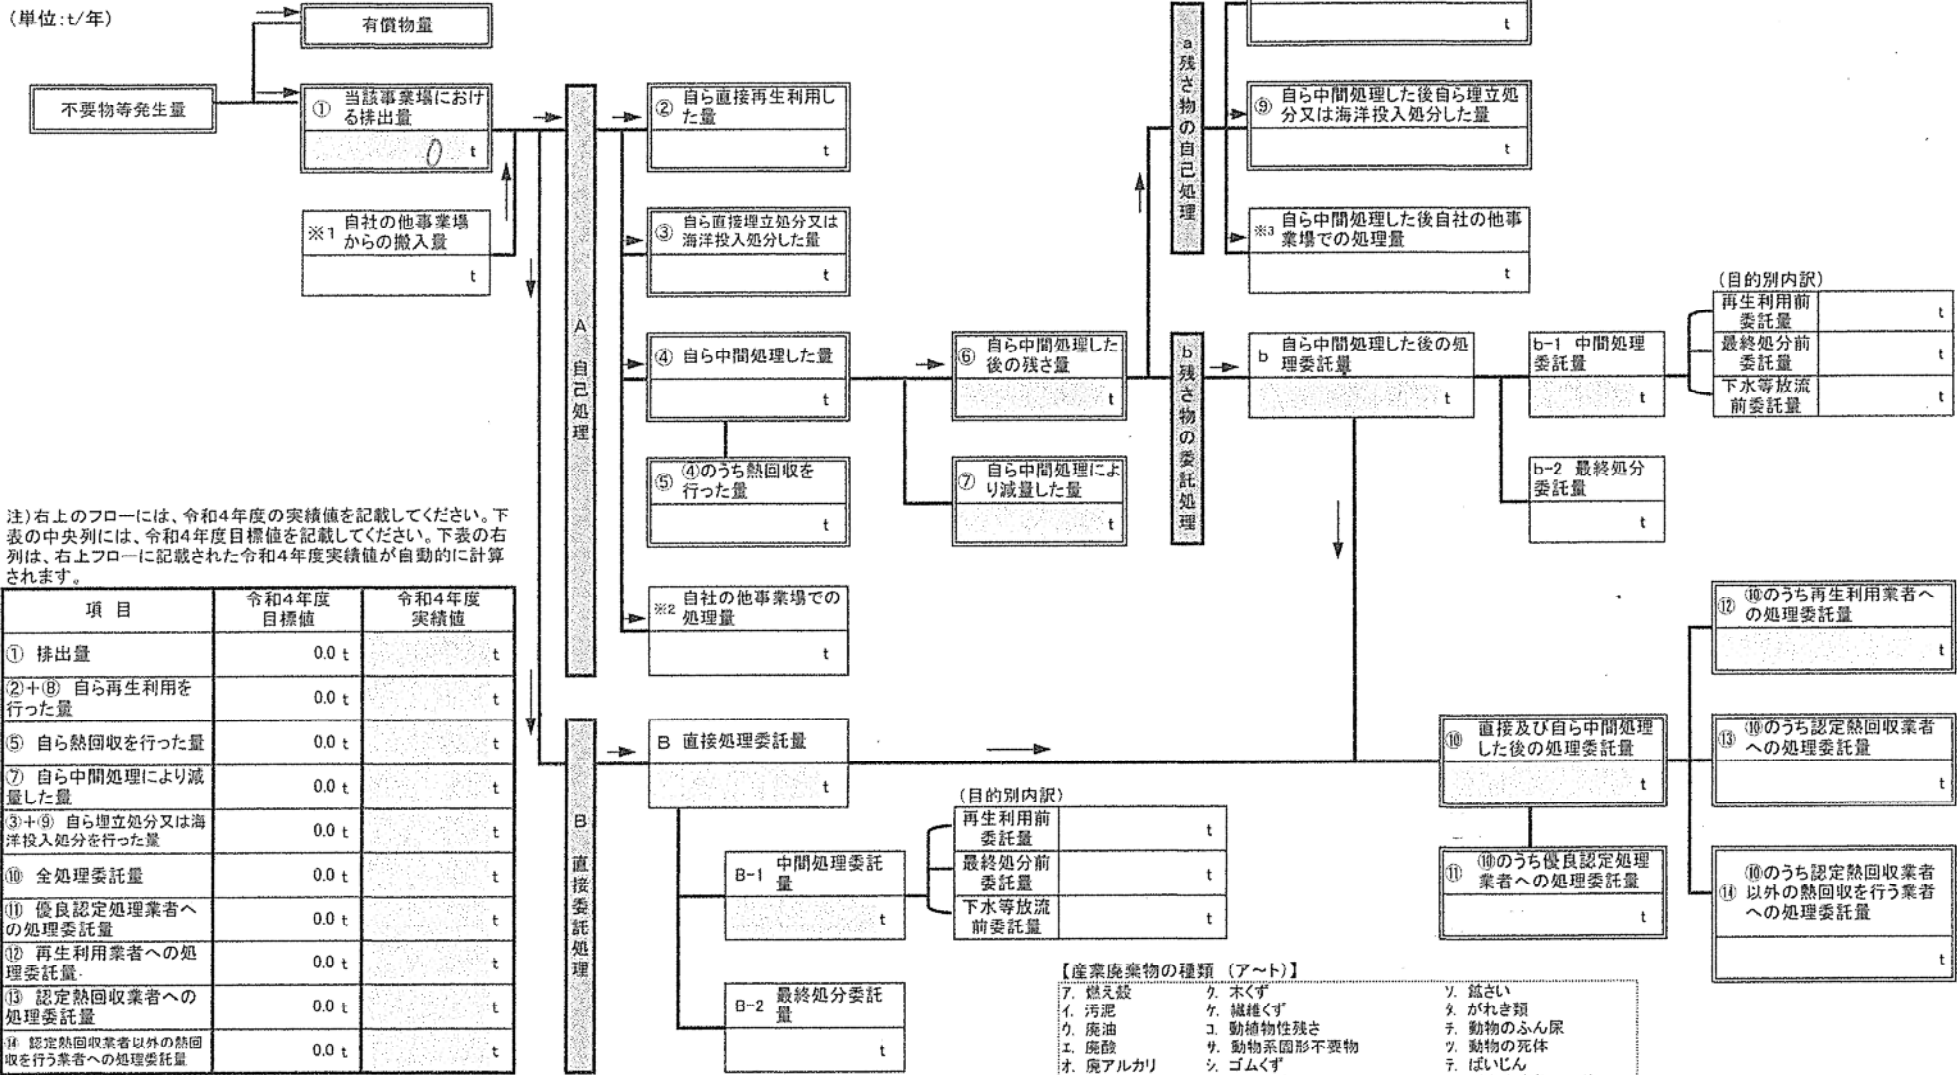 (単位:t/年)
有償物量
不要物等発生量
①
当該事業場におけ
る排出量
0 t
※1
自社の他事業場
からの搬入量
t
A 自己処理
②
自ら直接再生利用し
た量
t
③
自ら直接埋立処分又は
海洋投入処分した量
t
④ 自ら中間処理した量
t
⑤
④のうち熱回収を
行った量
t
※2
自社の他事業場での
処理量
t
⑥
自ら中間処理した
後の残さ量
t
⑦
自ら中間処理によ
り減量した量
t
a残さ物の自己処理
t
⑨
自ら中間処理した後自ら埋立処
分又は海洋投入処分した量
t
※3
自ら中間処理した後自社の他事
業場での処理量
t
b残さ物の委託処理
b
自ら中間処理した後の処
理委託量
t
b-1 中間処理
委託量
t
b-2 最終処分
委託量
t
(目的別内訳)
再生利用前
委託量
t
最終処分前
委託量
t
下水等放流
前委託量
t
注)右上のフローには、令和4年度の実績値を記載してください。下
表の中央列には、令和4年度目標値を記載してください。下表の右
列は、右上フローに記載された令和4年度実績値が自動的に計算
されます。
項 目
令和4年度
目標値
令和4年度
実績値
① 排出量
0.0 t
t
②+⑧ 自ら再生利用を
行った量
0.0 t
t
⑤ 自ら熱回収を行った量
0.0 t
t
⑦ 自ら中間処理により減
量した量
0.0 t
t
③+⑨ 自ら埋立処分又は海
洋投入処分を行った量
0.0 t
t
⑩ 全処理委託量
0.0 t
t
⑪ 優良認定処理業者へ
の処理委託量
0.0 t
t
⑫ 再生利用業者への処
理委託量
0.0 t
t
⑬ 認定熱回収業者への
処理委託量
0.0 t
t
⑭ 認定熱回収業者以外の熱回
収を行う業者への処理委託量
0.0 t
t
B 直接委託処理
B 直接処理委託量
t
B-1
中間処理委託
量
t
B-2
最終処分委託
量
t
(目的別内訳)
再生利用前
委託量
t
最終処分前
委託量
t
下水等放流
前委託量
t
⑩
直接及び自ら中間処理
した後の処理委託量
t
⑪
⑩のうち優良認定処理
業者への処理委託量
t
⑫
⑩のうち再生利用業者へ
の処理委託量
t
⑬
⑩のうち認定熱回収業者
への処理委託量
t
⑭
⑩のうち認定熱回収業者
以外の熱回収を行う業者
への処理委託量
t
【産業廃棄物の種類 (ア~ト)】
ア. 燃え殻 ク. 木くず ソ. 鉱さい
イ. 汚泥 ケ. 繊維くず タ. がれき類
ウ. 廃油 コ. 動植物性残さ チ. 動物のふん尿
エ. 廃酸 サ. 動物系固形不要物 ツ. 動物の死体
オ. 廃アルカリ シ. ゴムくず テ. ばいじん